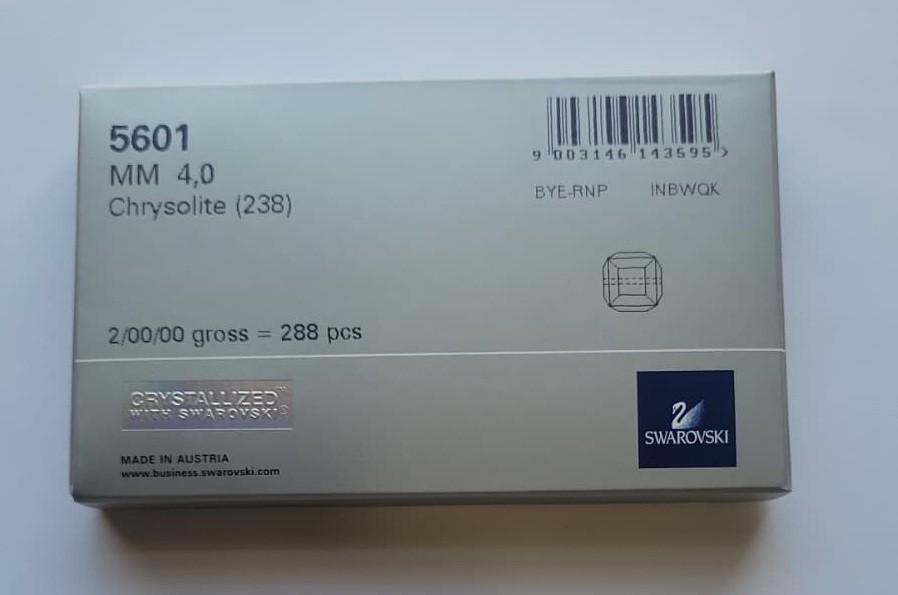 5601
MM 4,0
Chrysolite (238)
9 003146 143595 >
BYE-RNP INBWQK
2/00/00 gross = 288 pcs
CRYSTALLIZED™
WITH SWAROVSKI®
MADE IN AUSTRIA
www.business.swarovski.com
SWAROVSKI